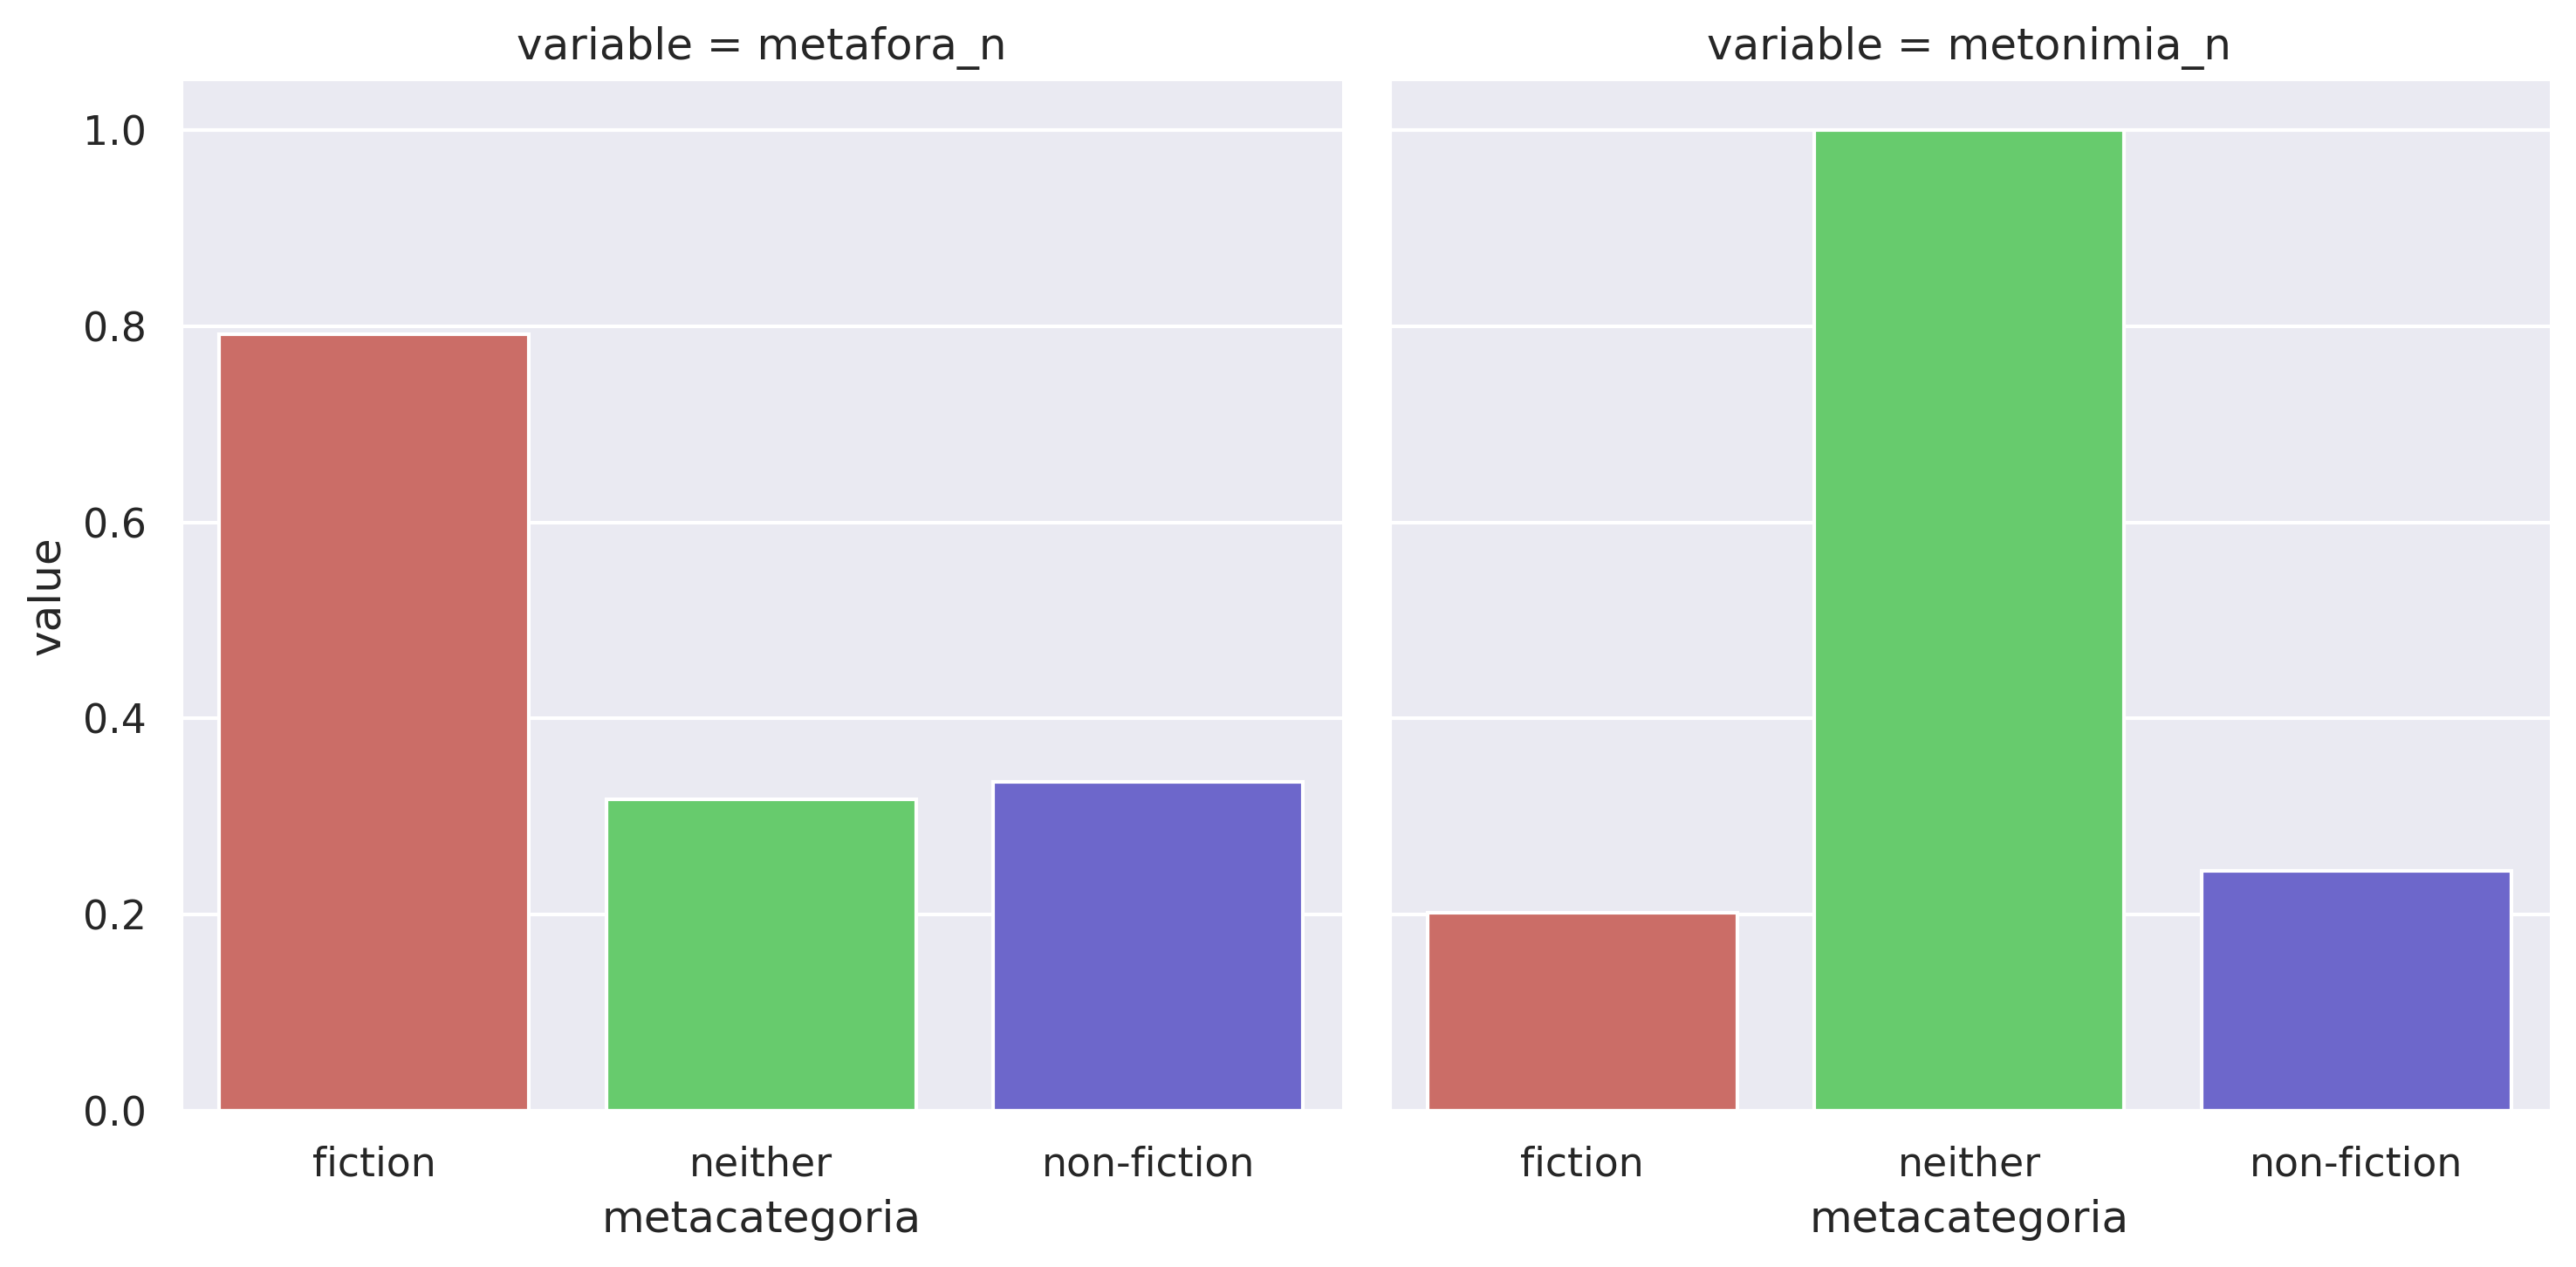 variable = metafora_n
variable = metonimia_n
value
1.0
0.8
0.6
0.4
0.2
0.0
fiction neither non-fiction
metacategoria
fiction neither non-fiction
metacategoria